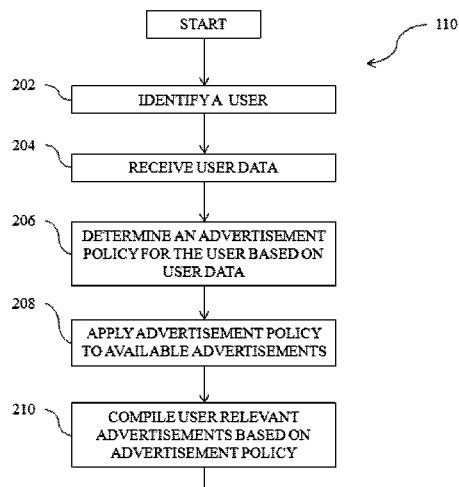 START
110
202
IDENTIFY A USER
204
RECEIVE USER DATA
206
DETERMINE AN ADVERTISEMENT
POLICY FOR THE USER BASED ON
USER DATA
208
APPLY ADVERTISEMENT POLICY
TO AVAILABLE ADVERTISEMENTS
210
COMPILE USER RELEVANT
ADVERTISEMENTS BASED ON
ADVERTISEMENT POLICY